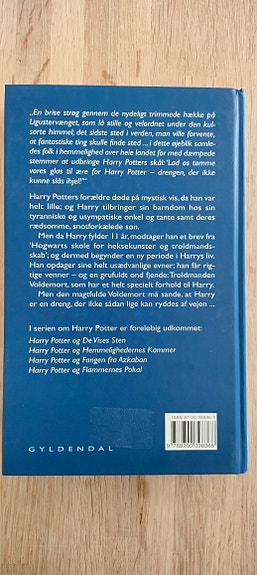 „En brise strøg gennem de nydeligt trimmede hække på
Ligustervænget, som lå stille og velordnet under den kul-
sorte himmel; det sidste sted i verden, man ville forvente,
at fantastiske ting skulle finde sted ... i dette øjeblik samle-
des folk i hemmelighed over hele landet for med dæmpede
stemmer at udbringe Harry Potters skål: 'Lad os tømme
vores glas til ære for Harry Potter – drengen, der ikke
kunne slås ihjel!'"
Harry Potters forældre døde på mystisk vis, da han var
helt lille; og Harry tilbringer sin barndom hos sin
tyranniske og usympatiske onkel og tante samt deres
rædsomme, snotforkælede søn.
Men da Harry fylder 11 år, modtager han et brev fra
'Hogwarts skole for heksekunster og troldmands-
skab'; og dermed begynder en ny periode i Harrys liv.
Han opdager sine helt usædvanlige evner; han får rig-
tige venner – og en grufuldt ond fjende; Troldmanden
Voldemort, som har et helt specielt forhold til Harry.
Men den magtfulde Voldemort må sande, at Harry
er en dreng, der ikke sådan lige kan ryddes af vejen ...
I serien om Harry Potter er foreløbig udkommet:
Harry Potter og De Vises Sten
Harry Potter og Hemmelighedernes Kammer
Harry Potter og Fangen fra Azkaban
Harry Potter og Flammernes Pokal
GYLDENDAL
9 788700 398368